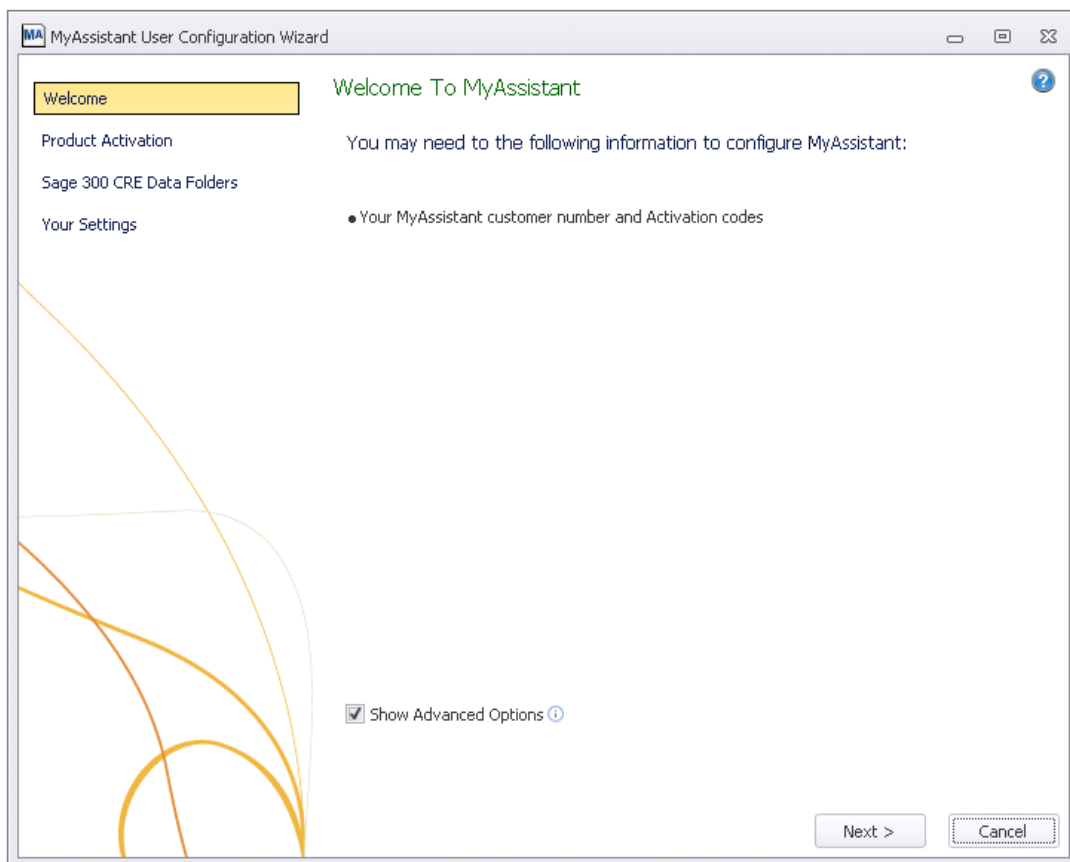 MA MyAssistant User Configuration Wizard
Welcome
Product Activation
Sage 300 CRE Data Folders
Your Settings
Welcome To MyAssistant
?
You may need to the following information to configure MyAssistant:
● Your MyAssistant customer number and Activation codes
Show Advanced Options i
Next >
Cancel